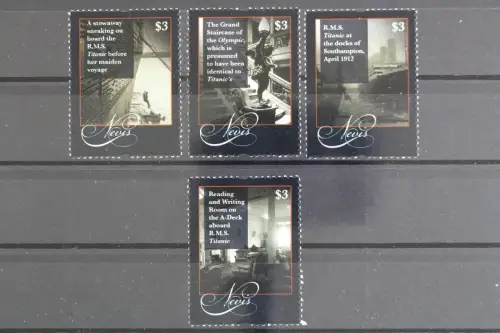 A stowaway
sneaking on
board the
R.M.S.
Titanic before
her maiden
voyage
$3
Nevis
The Grand
Staircase of
the Olympic,
which is
presumed
to have been
identical to
Titanic's
$3
Nevis
R.M.S.
Titanic at
the docks of
Southampton,
April 1912
$3
Nevis
Reading
and Writing
Room on
the A-Deck
aboard
R.M.S.
Titanic
$3
Nevis